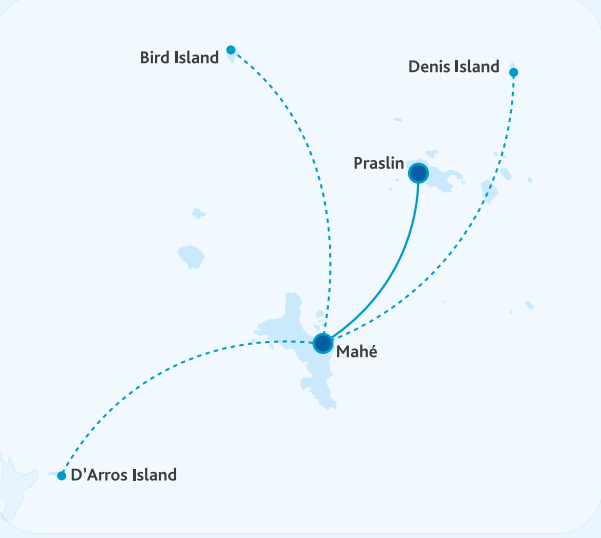 Bird Island
Denis Island
Praslin
Mahé
D'Arros Island